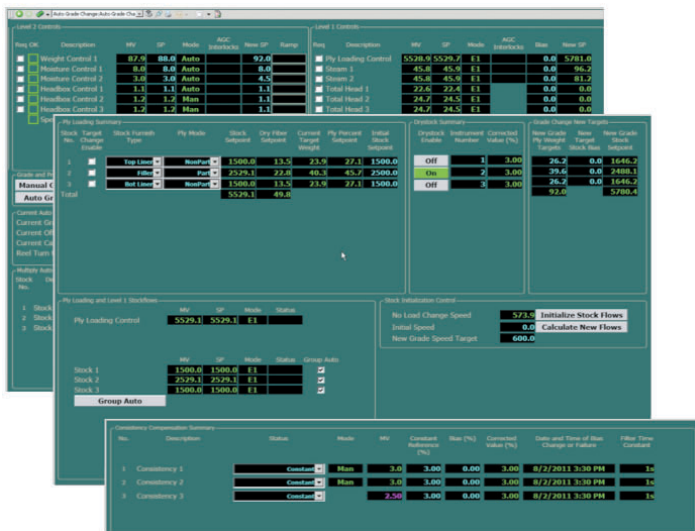 Auto Grade Change: Auto Grade Cha
Level 2 Controls
Req OK Description MV SP Mode AGC Interlocks New SP Ramp
Weight Control 1 87.9 88.0 Auto 92.0
Moisture Control 1 8.0 8.0 Auto 8.0
Moisture Control 2 3.0 3.0 Auto 4.5
Headbox Control 1 1.1 1.1 Auto 1.1
Headbox Control 2 1.2 1.2 Man 1.1
Headbox Control 3 1.2 1.2 Man 1.1
Level 1 Controls
Req Description MV SP Mode AGC Interlocks Bias New SP
Ply Loading Control 5528.9 5529.7 E1 0.0 5781.0
Steam 1 45.8 45.9 E1 0.0 96.2
Steam 2 45.8 45.9 E1 0.0 81.2
Total Head 1 22.6 22.4 E1 0.0 0.0
Total Head 2 24.7 24.5 E1 0.0 0.0
Total Head 3 24.7 24.5 E1 0.0 0.0
Grade and
Manual
Auto Gr
Current Auto
Current Gr
Current Off
Current Ca
Reel Turn
Multiply Auto
Stock No.
1 Stock
2 Stock
3 Stock
Ply Loading Summary
Stock No. Target Change Enable Stock Furnish Type Ply Mode Stock Setpoint Dry Fiber Setpoint Current Target Weight Ply Percent Setpoint Initial Stock Setpoint
1 Top Liner NonPart 1500.0 13.5 23.9 27.1 1500.0
2 Filler Part 2529.1 22.8 40.3 45.7 2500.0
3 Bot Liner NonPart 1500.0 13.5 23.9 27.1 1500.0
Total 5529.1 49.8
Drystock Summary
Drystock Enable Instrument Number Corrected Value (%)
Off 1 3.00
On 2 3.00
Off 3 3.00
Grade Change New Targets
New Grade Ply Weight Targets New Target Stock Bias New Grade Stock Setpoint
26.2 0.0 1646.2
39.6 0.0 2488.1
26.2 0.0 1646.2
92.0 5780.4
Ply Loading and Level 1 Stockflows
MV SP Mode Status
Ply Loading Control 5529.1 5529.1 E1
MV SP Mode Status Group Auto
Stock 1 1500.0 1500.0 E1
Stock 2 2529.1 2529.1 E1
Stock 3 1500.0 1500.0 E1
Group Auto
Stock Initialization Control
No Load Change Speed 573.9 Initialize Stock Flows
Initial Speed 0.0 Calculate New Flows
New Grade Speed Target 600.0
Consistency Compensation Summary
No. Description Status Mode MV Constant Reference (%) Bias (%) Corrected Value (%) Date and Time of Bias Change or Failure Filter Time Constant
1 Consistency 1 Constant Man 3.0 3.00 0.00 3.00 8/2/2011 3:30 PM 1s
2 Consistency 2 Constant Man 3.0 3.00 0.00 3.00 8/2/2011 3:30 PM 1s
3 Consistency 3 Constant 2.50 3.00 0.00 3.00 8/2/2011 3:30 PM 1s